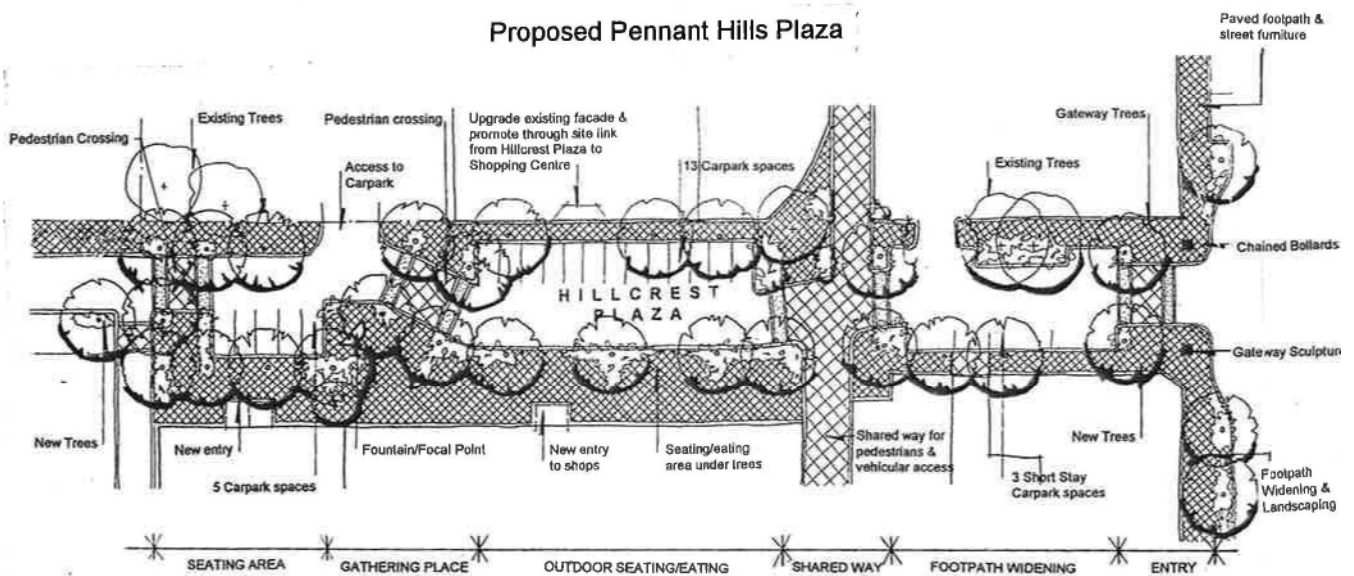 Proposed Pennant Hills Plaza
Paved footpath &
street furniture
Pedestrian Crossing
Existing Trees
Access to
Carpark
Pedestrian crossing
Upgrade existing facade &
promote through site link
from Hillcrest Plaza to
Shopping Centre
13 Carpark spaces
Gateway Trees
Existing Trees
Chained Bollards
HILLCREST
PLAZA
Gateway Sculpture
New Trees
New entry
5 Carpark spaces
Fountain/Focal Point
New entry
to shops
Seating/eating
area under trees
Shared way for
pedestrians &
vehicular access
3 Short Stay
Carpark spaces
New Trees
Footpath
Widening &
Landscaping
SEATING AREA
GATHERING PLACE
OUTDOOR SEATING/EATING
SHARED WAY
FOOTPATH WIDENING
ENTRY